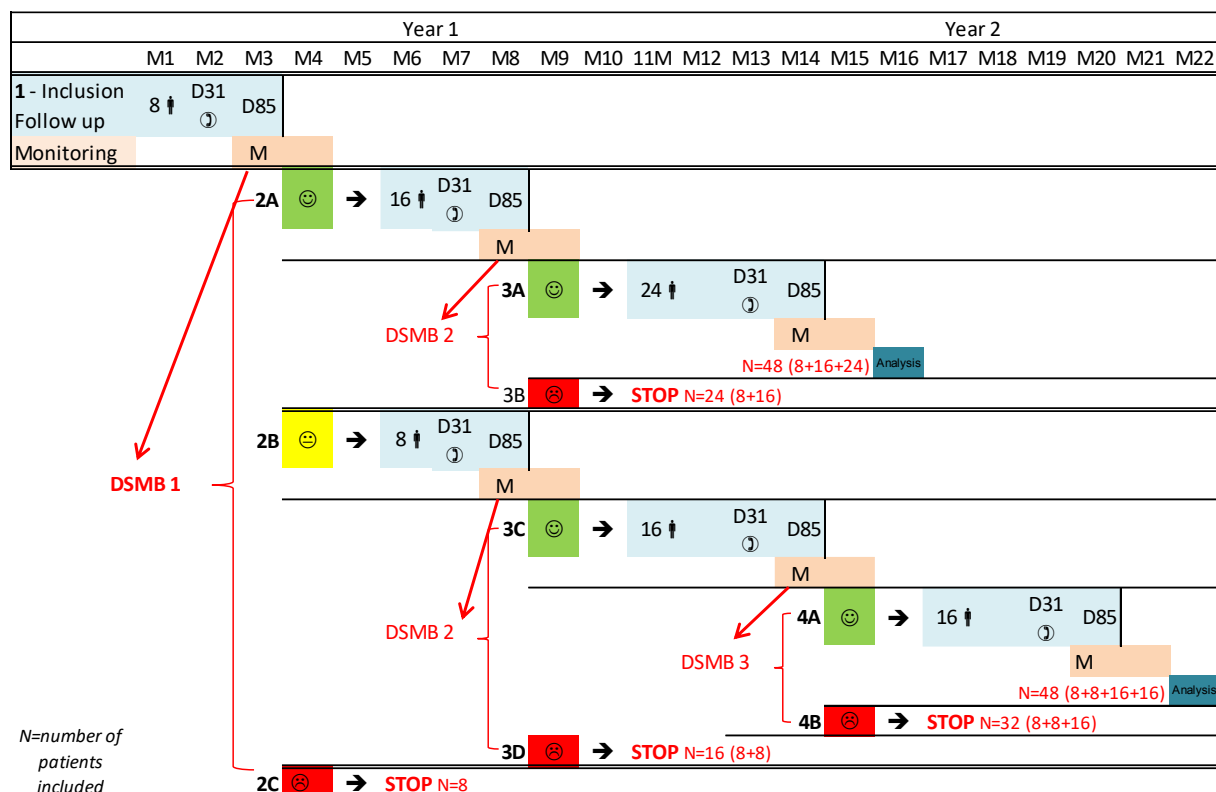 Year 1 Year 2
M1 M2 M3 M4 M5 M6 M7 M8 M9 M10 11M M12 M13 M14 M15 M16 M17 M18 M19 M20 M21 M22
1 - Inclusion
Follow up
8 D31 D85
Monitoring M
2A ☺ ➔ 16 D31 D85
M
3A ☺ ➔ 24 D31 D85
DSMB 2
M
N=48 (8+16+24) Analysis
3B ☹ ➔ STOP N=24 (8+16)
2B 😐 ➔ 8 D31 D85
DSMB 1
M
3C ☺ ➔ 16 D31 D85
M
DSMB 2
4A ☺ ➔ 16 D31 D85
DSMB 3
M
N=48 (8+8+16+16) Analysis
4B ☹ ➔ STOP N=32 (8+8+16)
3D ☹ ➔ STOP N=16 (8+8)
2C ☹ ➔ STOP N=8
N=number of
patients
included